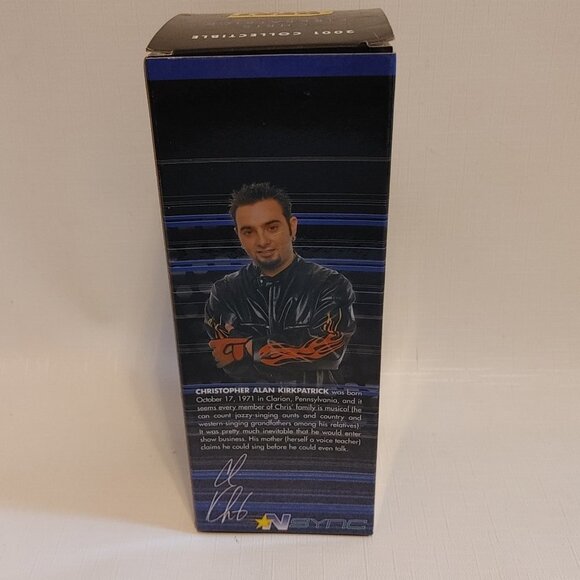 2001 COLLECTIBLE
CHRISTOPHER ALAN KIRKPATRICK was born
October 17, 1971 in Clarion, Pennsylvania, and it
seems every member of Chris' family is musical (he
can count jazzy-singing aunts and country and
western-singing grandfathers among his relatives).
It was pretty much inevitable that he would enter
show business. His mother (herself a voice teacher)
claims he could sing before he could even talk.
NSYNC